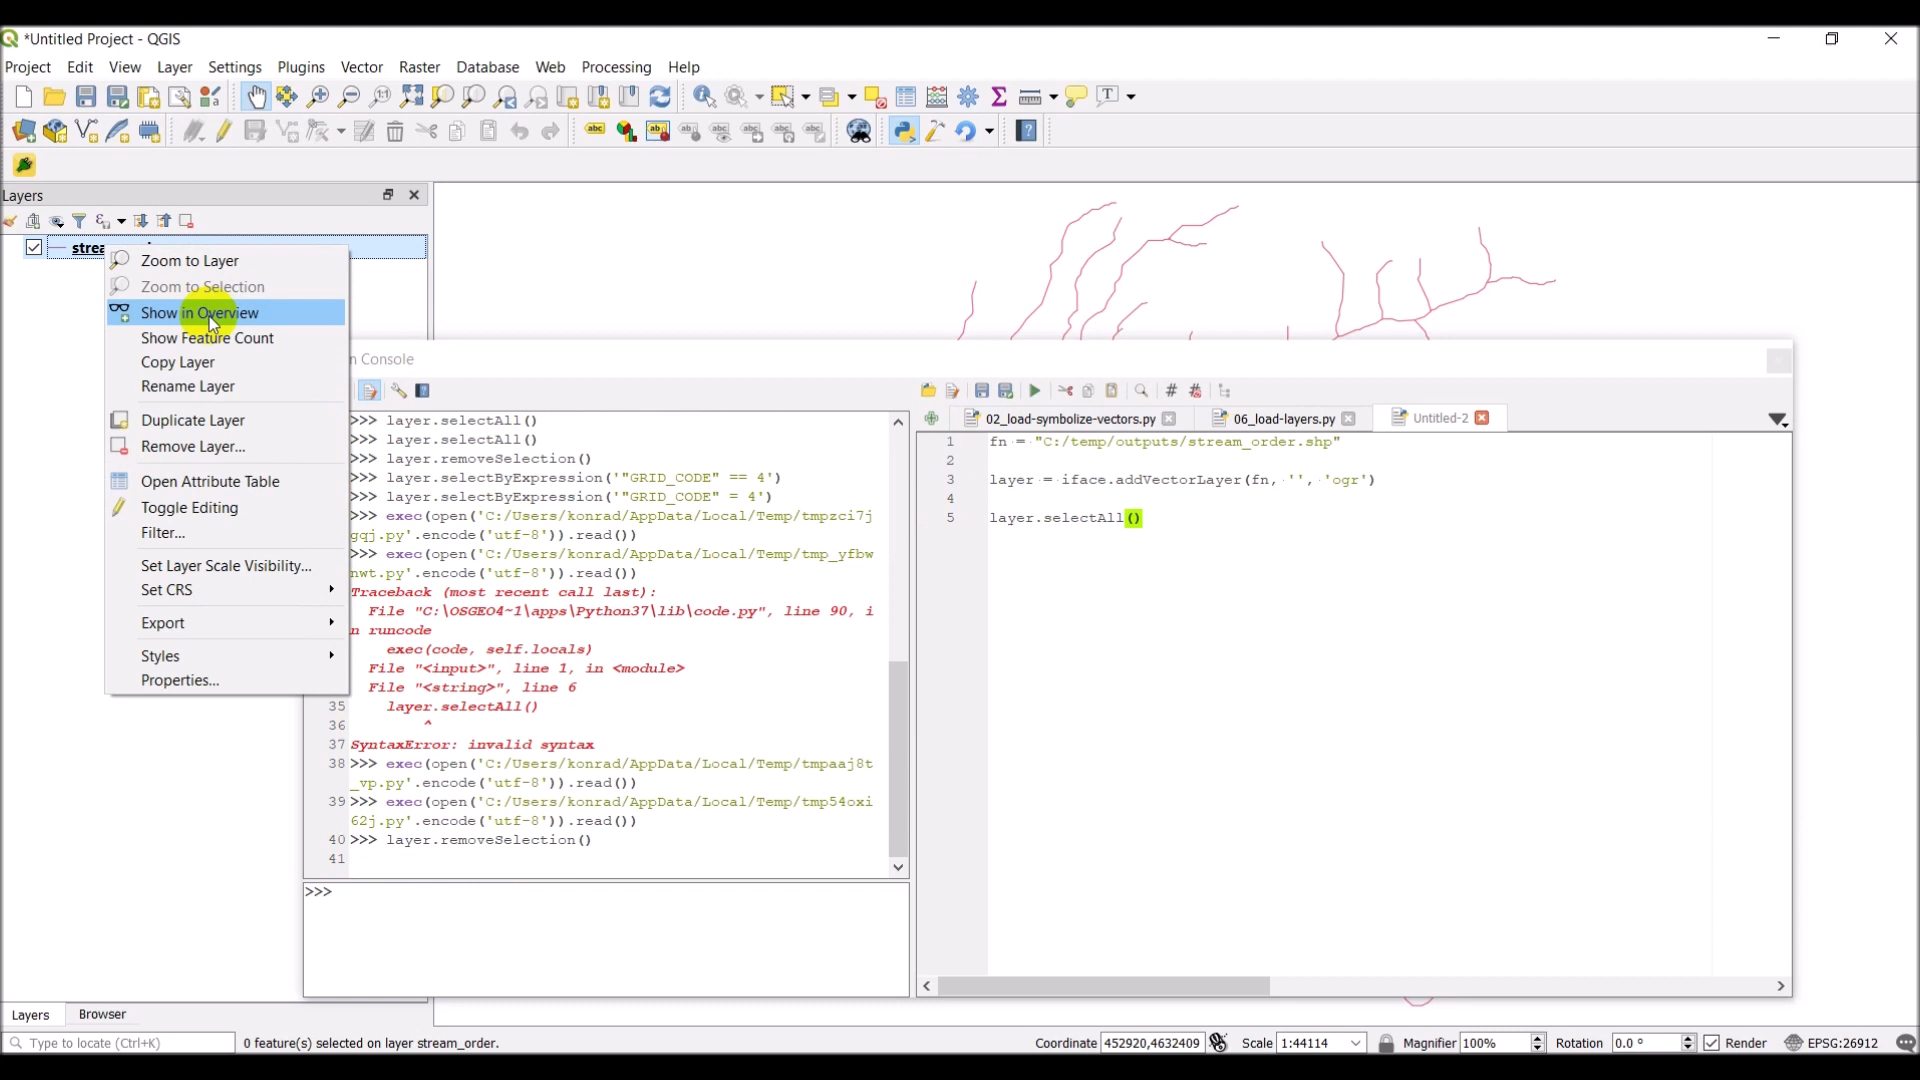 *Untitled Project - QGIS
Project Edit View Layer Settings Plugins Vector Raster Database Web Processing Help
Layers
Zoom to Layer
Zoom to Selection
Show in Overview
Show Feature Count
Copy Layer
Rename Layer
Duplicate Layer
Remove Layer...
Open Attribute Table
Toggle Editing
Filter...
Set Layer Scale Visibility...
Set CRS
Export
Styles
Properties...
Console
>>> layer.selectAll()
>>> layer.selectAll()
>>> layer.removeSelection()
>>> layer.selectByExpression('"GRID_CODE" == 4')
>>> layer.selectByExpression('"GRID_CODE" = 4')
>>> exec(open('C:/Users/konrad/AppData/Local/Temp/tmpzci7j
gqj.py'.encode('utf-8')).read())
>>> exec(open('C:/Users/konrad/AppData/Local/Temp/tmp_yfbw
nwt.py'.encode('utf-8')).read())
Traceback (most recent call last):
File "C:\OSGEO4~1\apps\Python37\lib\code.py", line 90, i
n runcode
exec(code, self.locals)
File "<input>", line 1, in <module>
File "<string>", line 6
35 layer.selectAll()
36 ^
37 SyntaxError: invalid syntax
38 >>> exec(open('C:/Users/konrad/AppData/Local/Temp/tmpaaj8t
_vp.py'.encode('utf-8')).read())
39 >>> exec(open('C:/Users/konrad/AppData/Local/Temp/tmp54oxi
62j.py'.encode('utf-8')).read())
40 >>> layer.removeSelection()
41
>>>
02_load-symbolize-vectors.py 06_load-layers.py Untitled-2
1 fn = "C:/temp/outputs/stream_order.shp"
2
3 layer = iface.addVectorLayer(fn, '', 'ogr')
4
5 layer.selectAll()
Layers Browser
Type to locate (Ctrl+K) 0 feature(s) selected on layer stream_order. Coordinate 452920,4632409 Scale 1:44114 Magnifier 100% Rotation 0.0 ° Render EPSG:26912